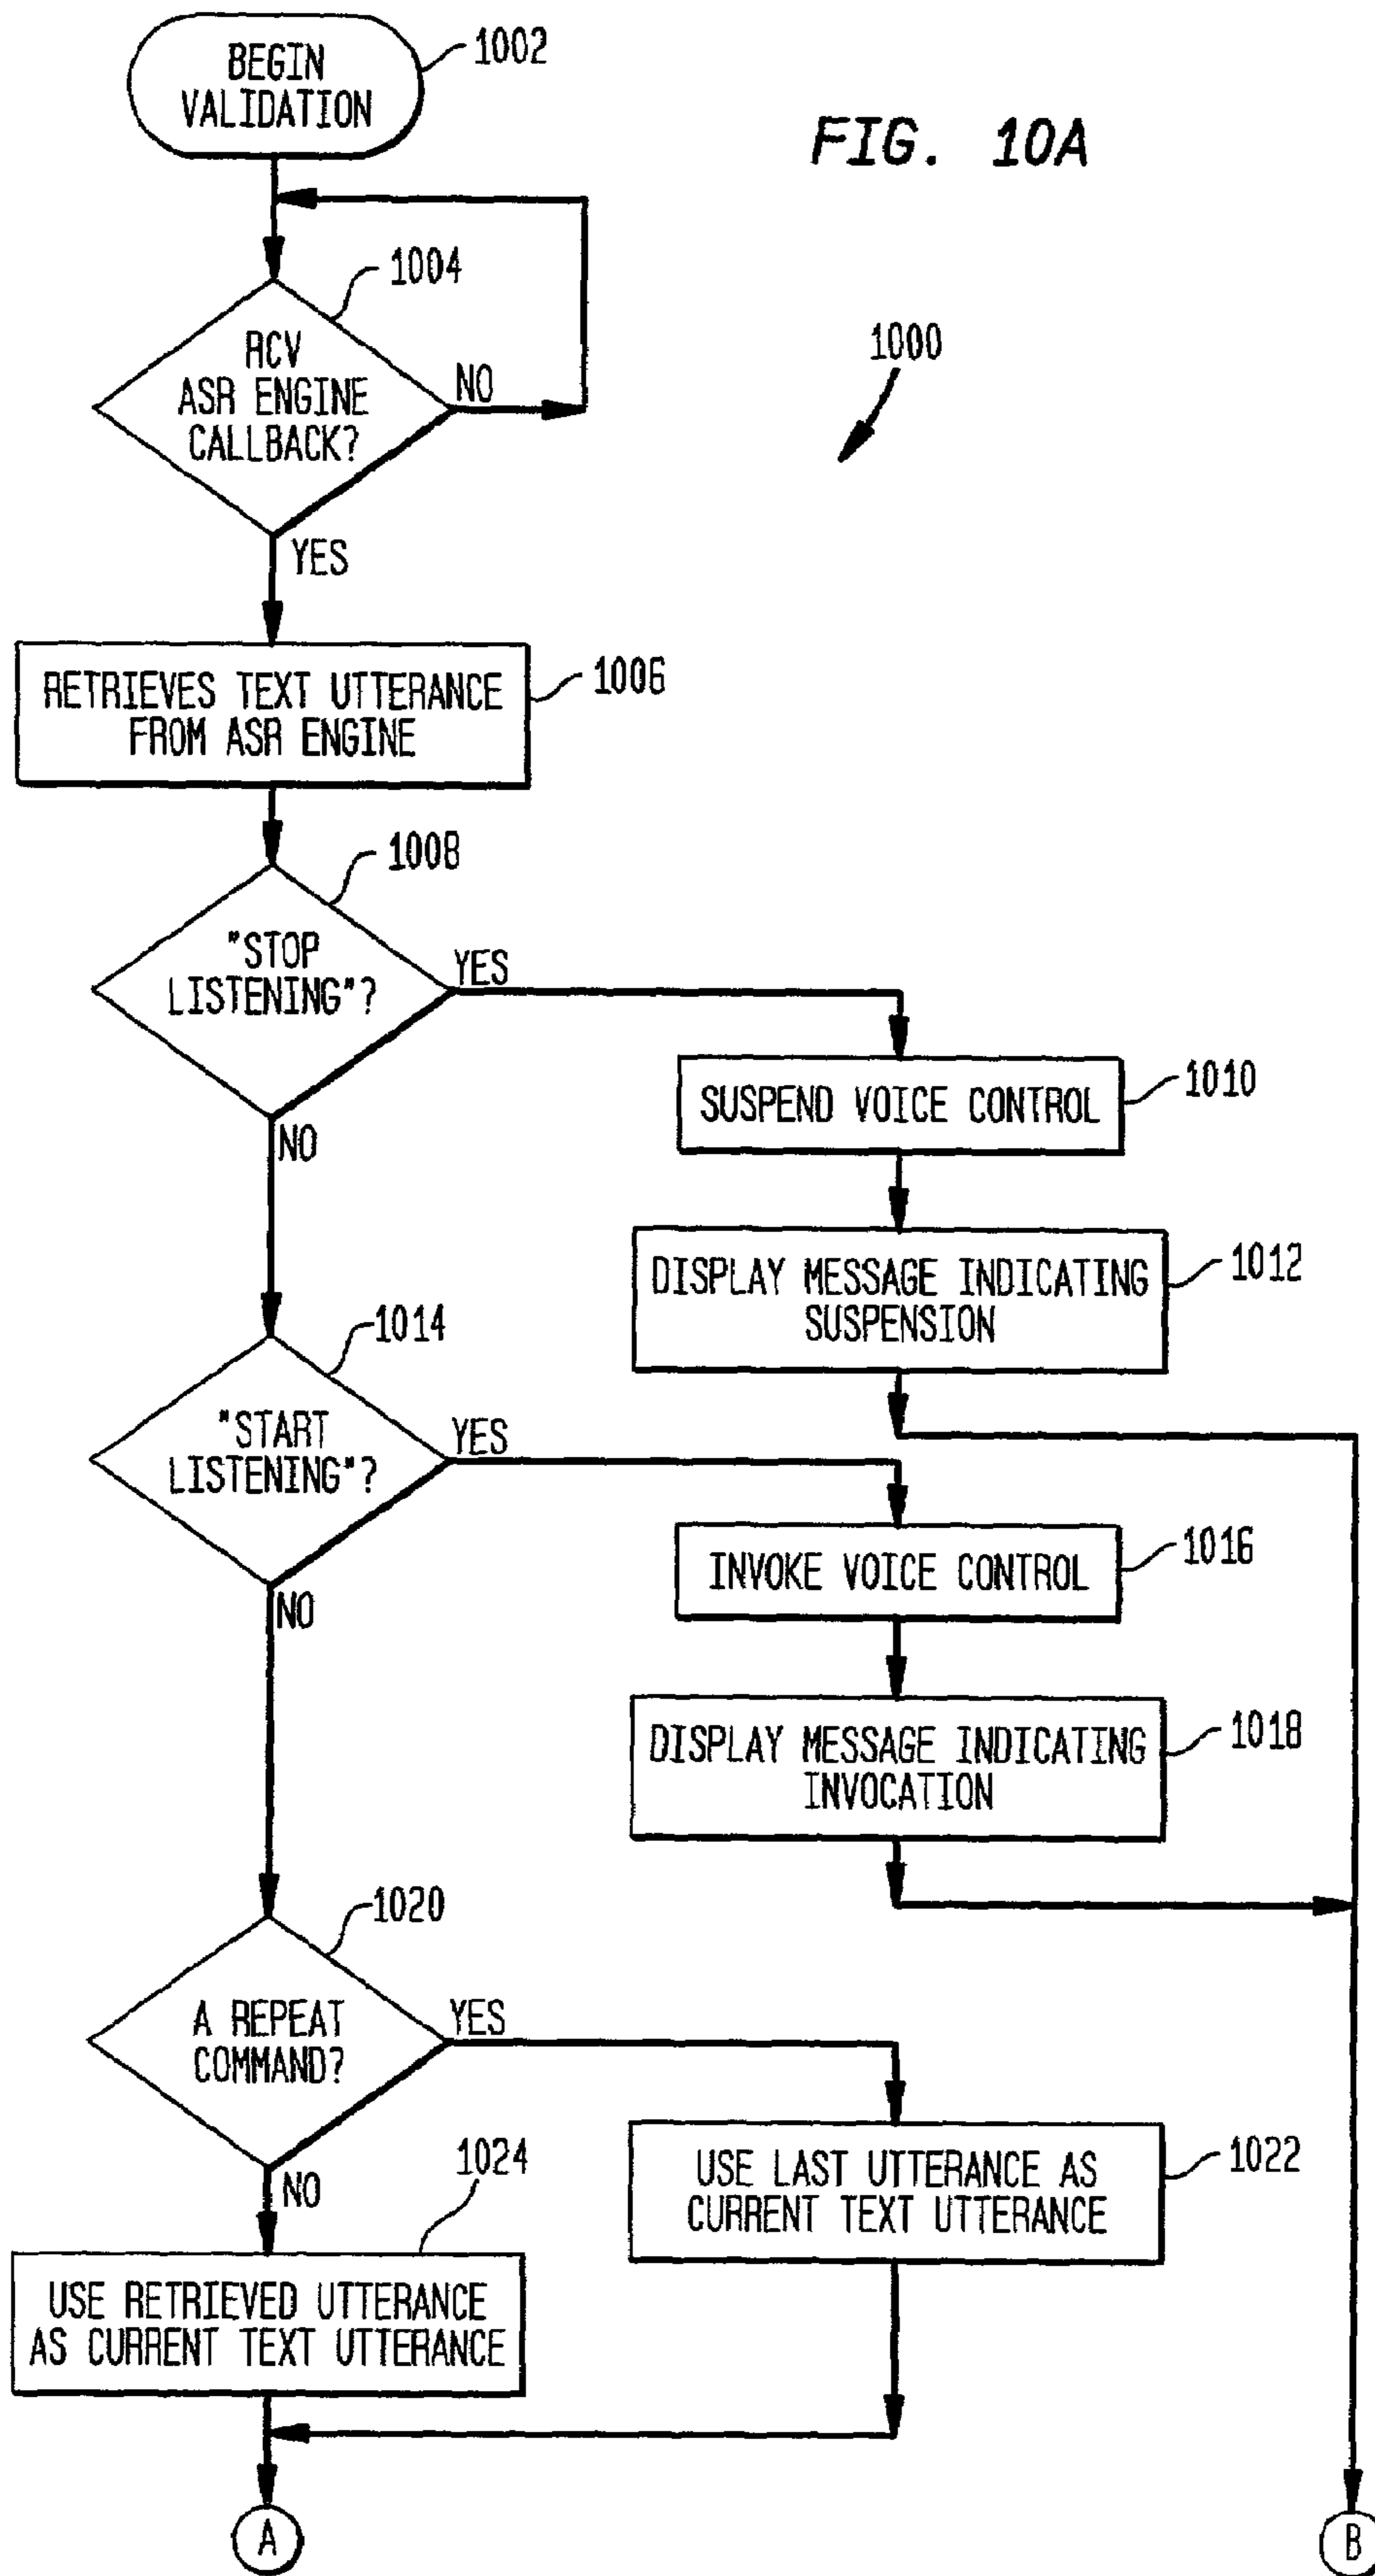 BEGIN
VALIDATION
1002
FIG. 10A
1004
RCV
ASR ENGINE
CALLBACK?
NO
1000
YES
RETRIEVES TEXT UTTERANCE
FROM ASR ENGINE
1006
1008
"STOP
LISTENING"?
YES
NO
SUSPEND VOICE CONTROL
1010
DISPLAY MESSAGE INDICATING
SUSPENSION
1012
1014
"START
LISTENING"?
YES
NO
INVOKE VOICE CONTROL
1016
DISPLAY MESSAGE INDICATING
INVOCATION
1018
1020
A REPEAT
COMMAND?
YES
NO
USE LAST UTTERANCE AS
CURRENT TEXT UTTERANCE
1022
1024
USE RETRIEVED UTTERANCE
AS CURRENT TEXT UTTERANCE
A
B